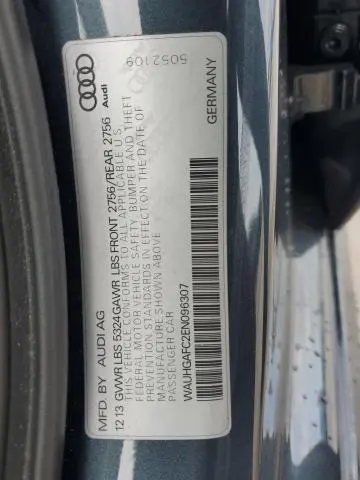 MFD. BY AUDI AG
12 13 GVWR LBS 5324 GAWR LBS FRONT 2756/REAR 2756
THIS VEHICLE CONFORMS TO ALL APPLICABLE U.S.
FEDERAL MOTOR VEHICLE SAFETY, BUMPER AND THEFT
PREVENTION STANDARDS IN EFFECT ON THE DATE OF
MANUFACTURE SHOWN ABOVE
PASSENGER CAR
WAUHGAFC2EN096307
Audi
5052109
GERMANY